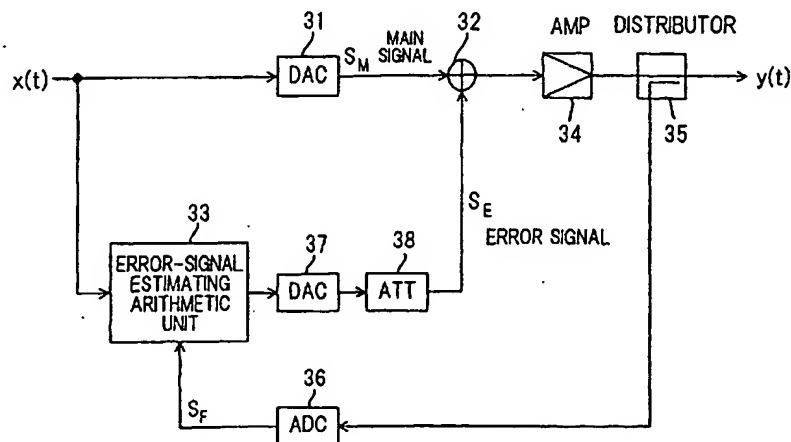 31
S_M
MAIN
SIGNAL
32
AMP
DISTRIBUTOR
x(t)
DAC
y(t)
34
35
S_E
ERROR SIGNAL
33
ERROR-SIGNAL
ESTIMATING
ARITHMETIC
UNIT
37
DAC
38
ATT
S_F
36
ADC